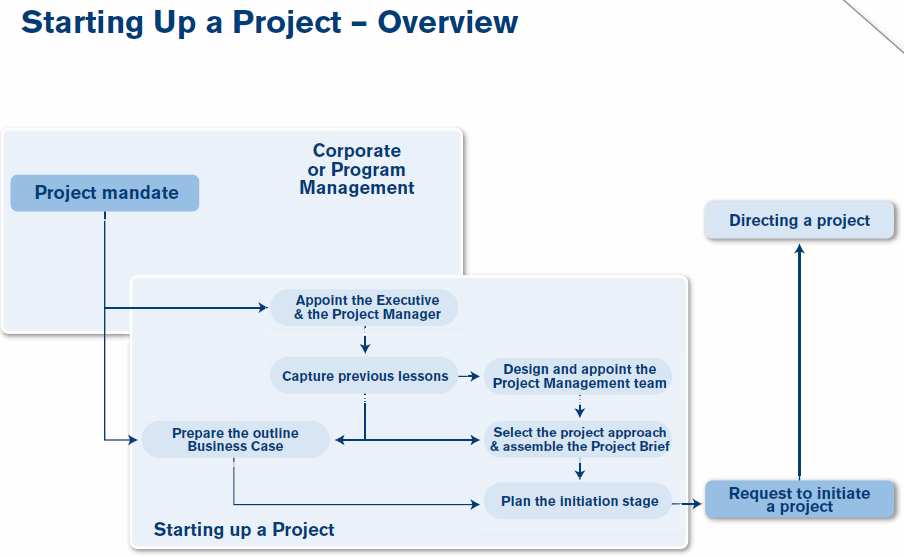 Starting Up a Project – Overview
Corporate
or Program
Management
Project mandate
Directing a project
Appoint the Executive
& the Project Manager
Capture previous lessons
Design and appoint the
Project Management team
Prepare the outline
Business Case
Select the project approach
& assemble the Project Brief
Plan the initiation stage
Request to initiate
a project
Starting up a Project